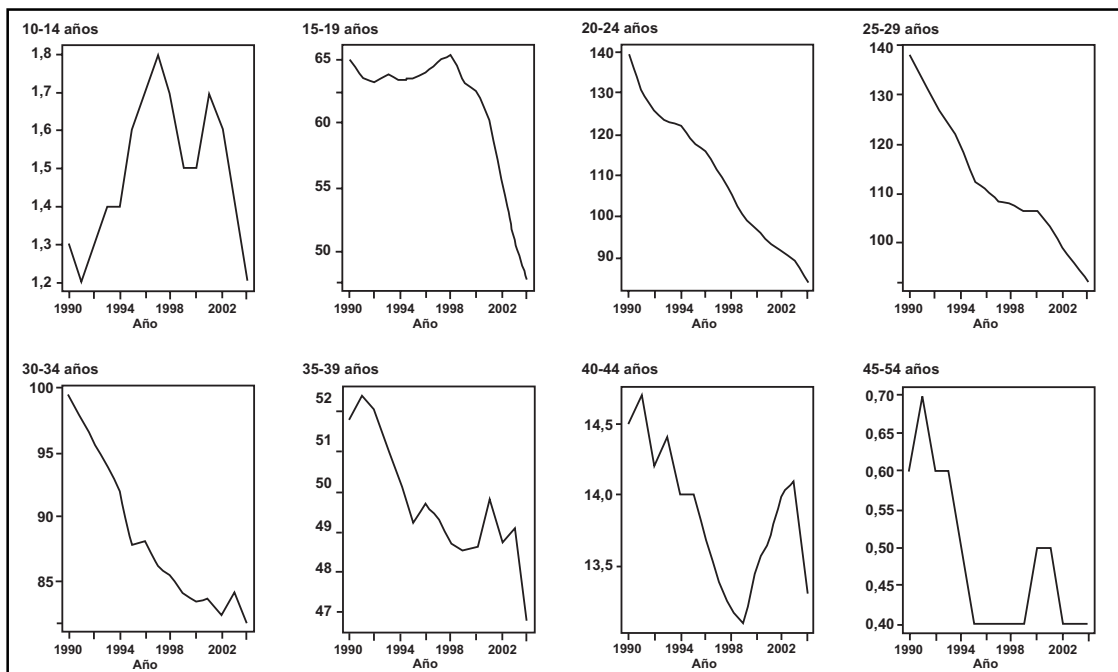 10-14 años
1,8
1,7
1,6
1,5
1,4
1,3
1,2
1990 1994 1998 2002
Año
15-19 años
65
60
55
50
1990 1994 1998 2002
Año
20-24 años
140
130
120
110
100
90
1990 1994 1998 2002
Año
25-29 años
140
130
120
110
100
1990 1994 1998 2002
Año
30-34 años
100
95
90
85
1990 1994 1998 2002
Año
35-39 años
52
51
50
49
48
47
1990 1994 1998 2002
Año
40-44 años
14,5
14,0
13,5
1990 1994 1998 2002
Año
45-54 años
0,70
0,65
0,60
0,55
0,50
0,45
0,40
1990 1994 1998 2002
Año